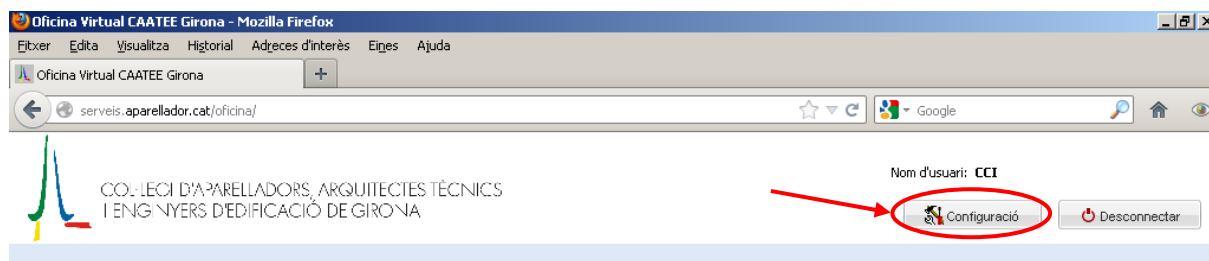 Oficina Virtual CAATEE Girona - Mozilla Firefox
Fitxer Edita Visualitza Historial Adreces d'interès Eines Ajuda
Oficina Virtual CAATEE Girona
serveis.aparellador.cat/oficina/ Google
Nom d'usuari: CCI
COL·LEGI D'APARELLADORS, ARQUITECTES TÈCNICS
I ENGINYERS D'EDIFICACIÓ DE GIRONA
Configuració Desconnectar